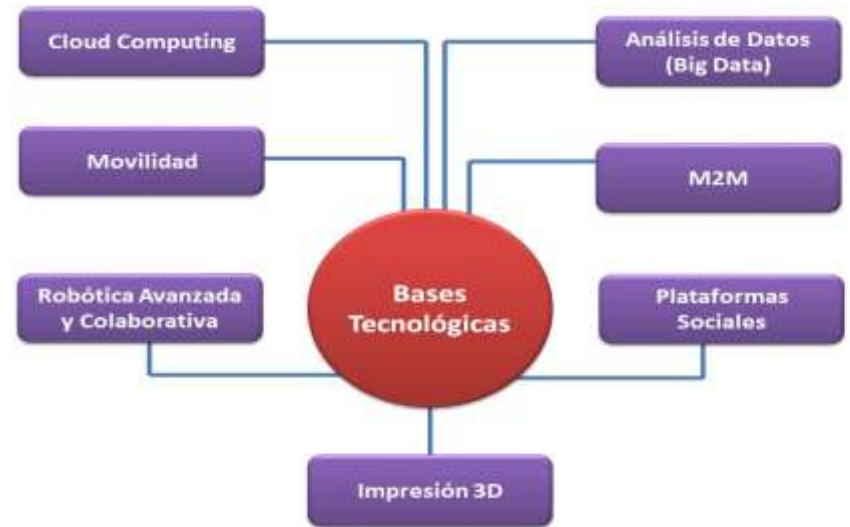 Cloud Computing
Análisis de Datos
(Big Data)
Movilidad
M2M
Robótica Avanzada
y Colaborativa
Bases
Tecnológicas
Plataformas
Sociales
Impresión 3D